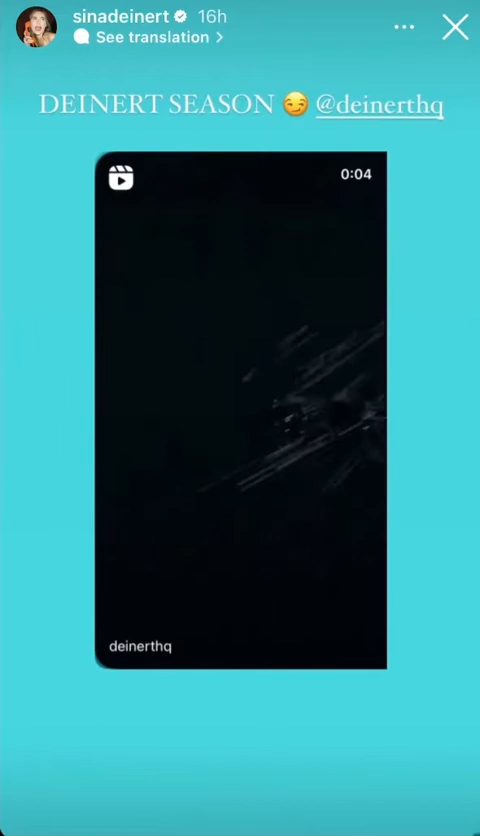 sinadeinert 16h
See translation >
DEINERT SEASON 😏 @deinerthq
0:04
deinerthq